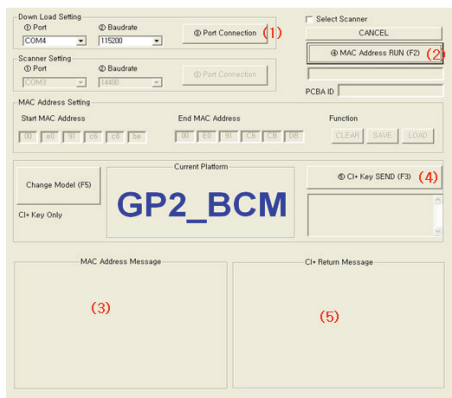 Down Load Setting
① Port
② Baudrate
COM4
115200
③ Port Connection
(1)
Select Scanner
CANCEL
④ MAC Address RUN (F2)
(2)
Scanner Setting
① Port
② Baudrate
COM3
14400
③ Port Connection
PCBA ID
MAC Address Setting
Start MAC Address
End MAC Address
Function
00 e0 91 c6 c6 be
00 E0 91 C6 CB DB
CLEAR SAVE LOAD
Current Platform
Change Model (F5)
CI+ Key Only
GP2_BCM
⑤ CI+ Key SEND (F3)
(4)
MAC Address Message
(3)
CI+ Return Message
(5)